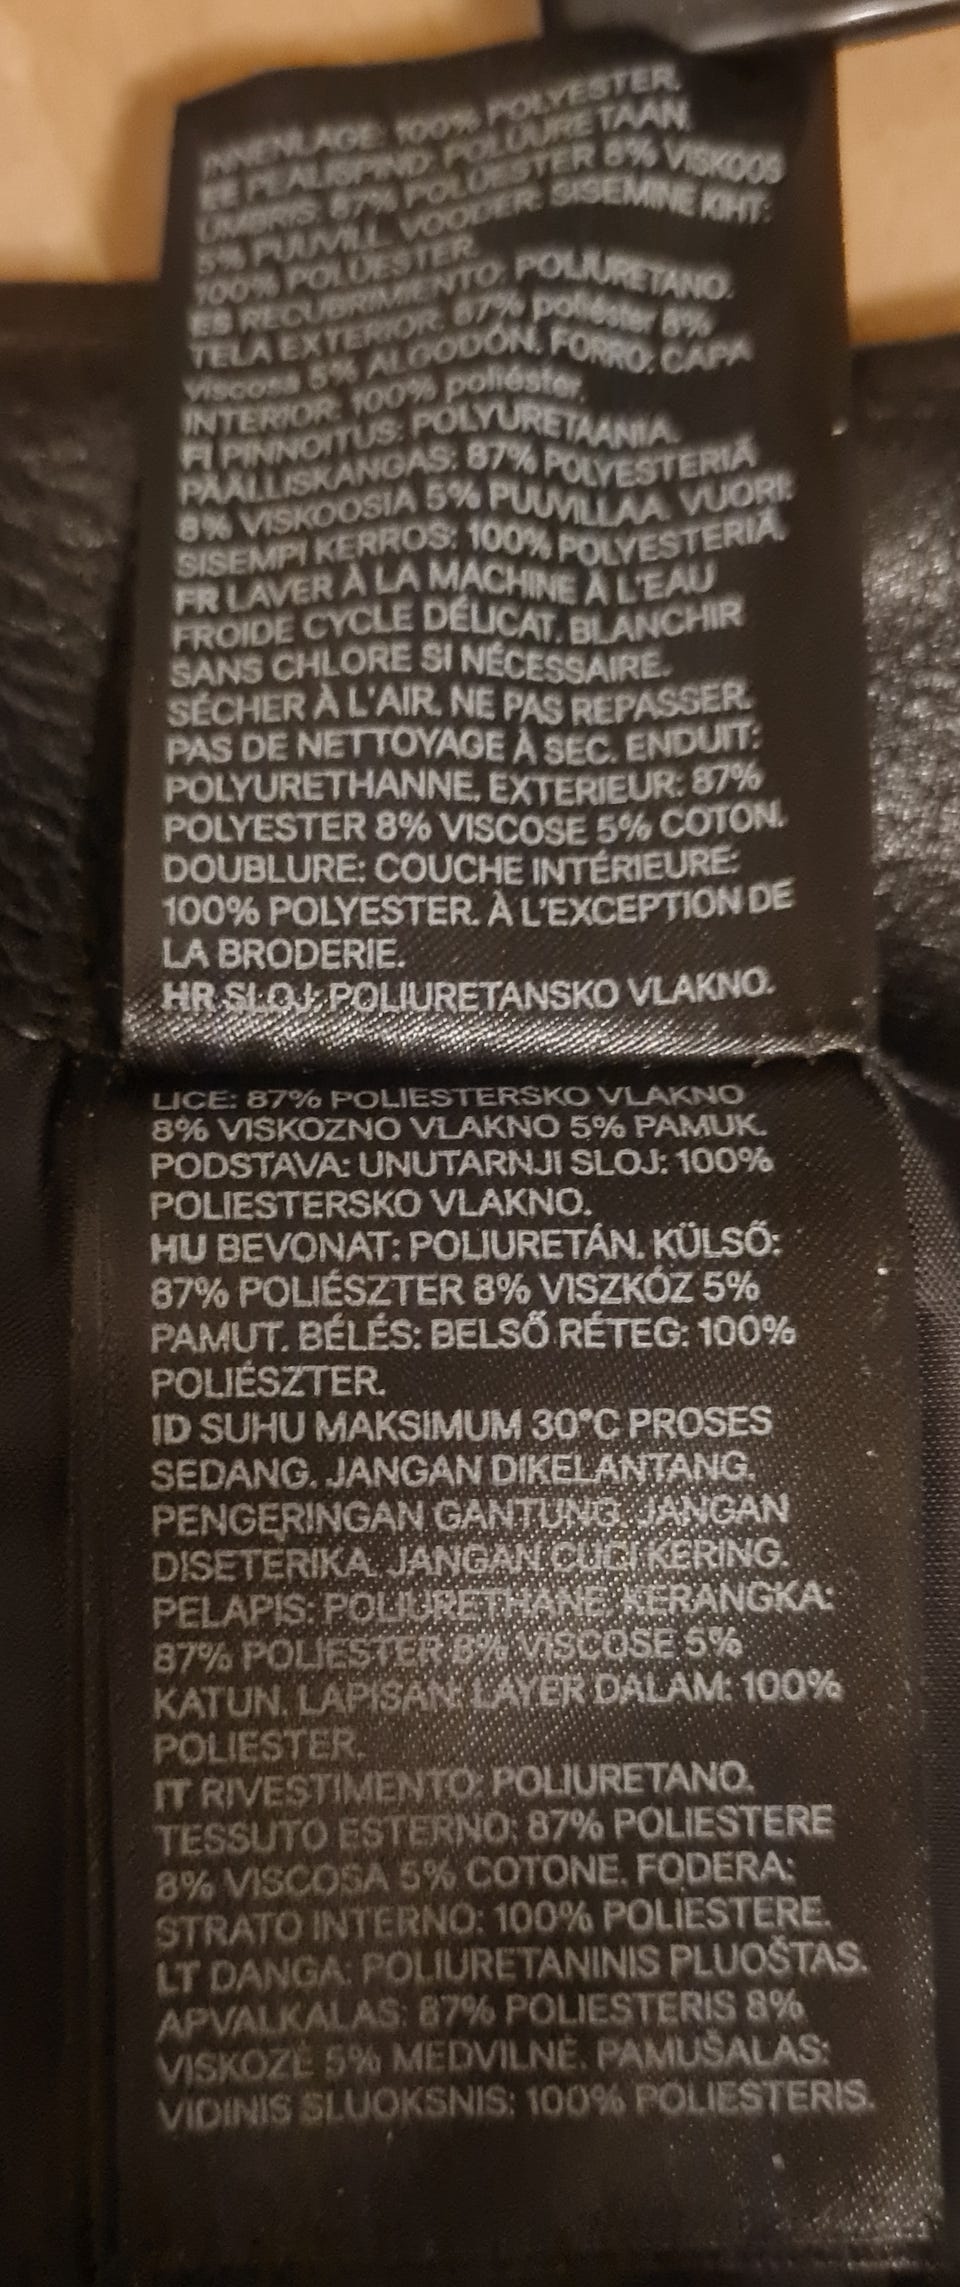 INNENLAGE: 100% POLYESTER.
EE PEALISPIND: POLÜURETAAN.
ÜMBRIS: 87% POLÜESTER 8% VISKOOS
5% PUUVILL. VOODER: SISEMINE KIHT:
100% POLÜESTER.
ES RECUBRIMIENTO: POLIURETANO.
TELA EXTERIOR: 87% poliéster 8%
viscosa 5% ALGODÓN. FORRO: CAPA
INTERIOR: 100% poliéster.
FI PINNOITUS: POLYURETAANIA.
PÄÄLLISKANGAS: 87% POLYESTERIÄ
8% VISKOOSIA 5% PUUVILLAA. VUORI:
SISEMPI KERROS: 100% POLYESTERIÄ.
FR LAVER À LA MACHINE À L'EAU
FROIDE CYCLE DÉLICAT. BLANCHIR
SANS CHLORE SI NÉCESSAIRE.
SÉCHER À L'AIR. NE PAS REPASSER.
PAS DE NETTOYAGE À SEC. ENDUIT:
POLYURETHANNE. EXTERIEUR: 87%
POLYESTER 8% VISCOSE 5% COTON.
DOUBLURE: COUCHE INTÉRIEURE:
100% POLYESTER. À L'EXCEPTION DE
LA BRODERIE.
HR SLOJ: POLIURETANSKO VLAKNO.
LICE: 87% POLIESTERSKO VLAKNO
8% VISKOZNO VLAKNO 5% PAMUK.
PODSTAVA: UNUTARNJI SLOJ: 100%
POLIESTERSKO VLAKNO.
HU BEVONAT: POLIURETÁN. KÜLSŐ:
87% POLIÉSZTER 8% VISZKÓZ 5%
PAMUT. BÉLÉS: BELSŐ RÉTEG: 100%
POLIÉSZTER.
ID SUHU MAKSIMUM 30°C PROSES
SEDANG. JANGAN DIKELANTANG.
PENGERINGAN GANTUNG. JANGAN
DISETERIKA. JANGAN CUCI KERING.
PELAPIS: POLIURETHANE. KERANGKA:
87% POLIESTER 8% VISCOSE 5%
KATUN. LAPISAN: LAYER DALAM: 100%
POLIESTER.
IT RIVESTIMENTO: POLIURETANO.
TESSUTO ESTERNO: 87% POLIESTERE
8% VISCOSA 5% COTONE. FODERA:
STRATO INTERNO: 100% POLIESTERE.
LT DANGA: POLIURETANINIS PLUOŠTAS.
APVALKALAS: 87% POLIESTERIS 8%
VISKOZĖ 5% MEDVILNĖ. PAMUŠALAS:
VIDINIS SLUOKSNIS: 100% POLIESTERIS.